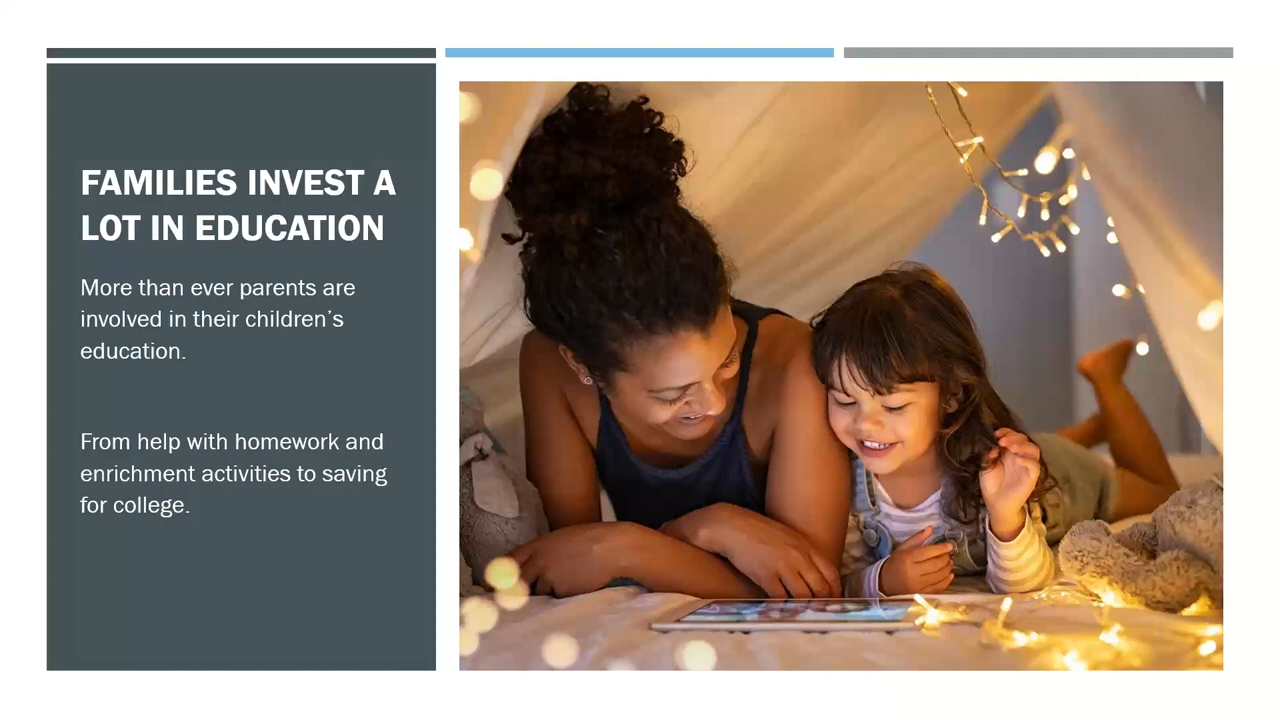 FAMILIES INVEST A
LOT IN EDUCATION
More than ever parents are
involved in their children’s
education.
From help with homework and
enrichment activities to saving
for college.